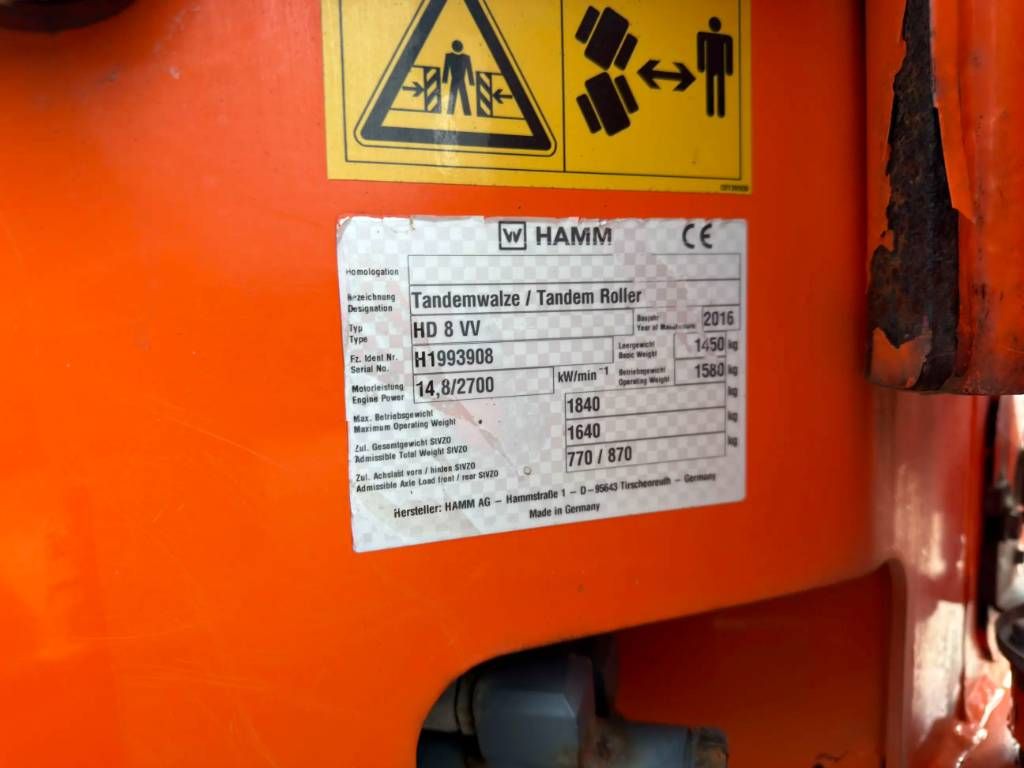 HAMM CE
Homologation
Bezeichnung
Designation
Tandemwalze / Tandem Roller
Typ
Type
HD 8 VV
Baujahr
Year of Manufacture
2016
Fz. Ident Nr.
Serial No.
H1993908
Leergewicht
Basic Weight
1450 kg
Motorleistung
Engine Power
14,8/2700
kW/min⁻¹
Betriebsgewicht
Operating Weight
1580 kg
Max. Betriebsgewicht
Maximum Operating Weight
1840 kg
Zul. Gesamtgewicht StVZO
Admissible Total Weight StVZO
1640 kg
Zul. Achslast vorn / hinten StVZO
Admissible Axle Load front / rear StVZO
770 / 870 kg
Hersteller: HAMM AG – Hammstraße 1 – D–95643 Tirschenreuth – Germany
Made in Germany